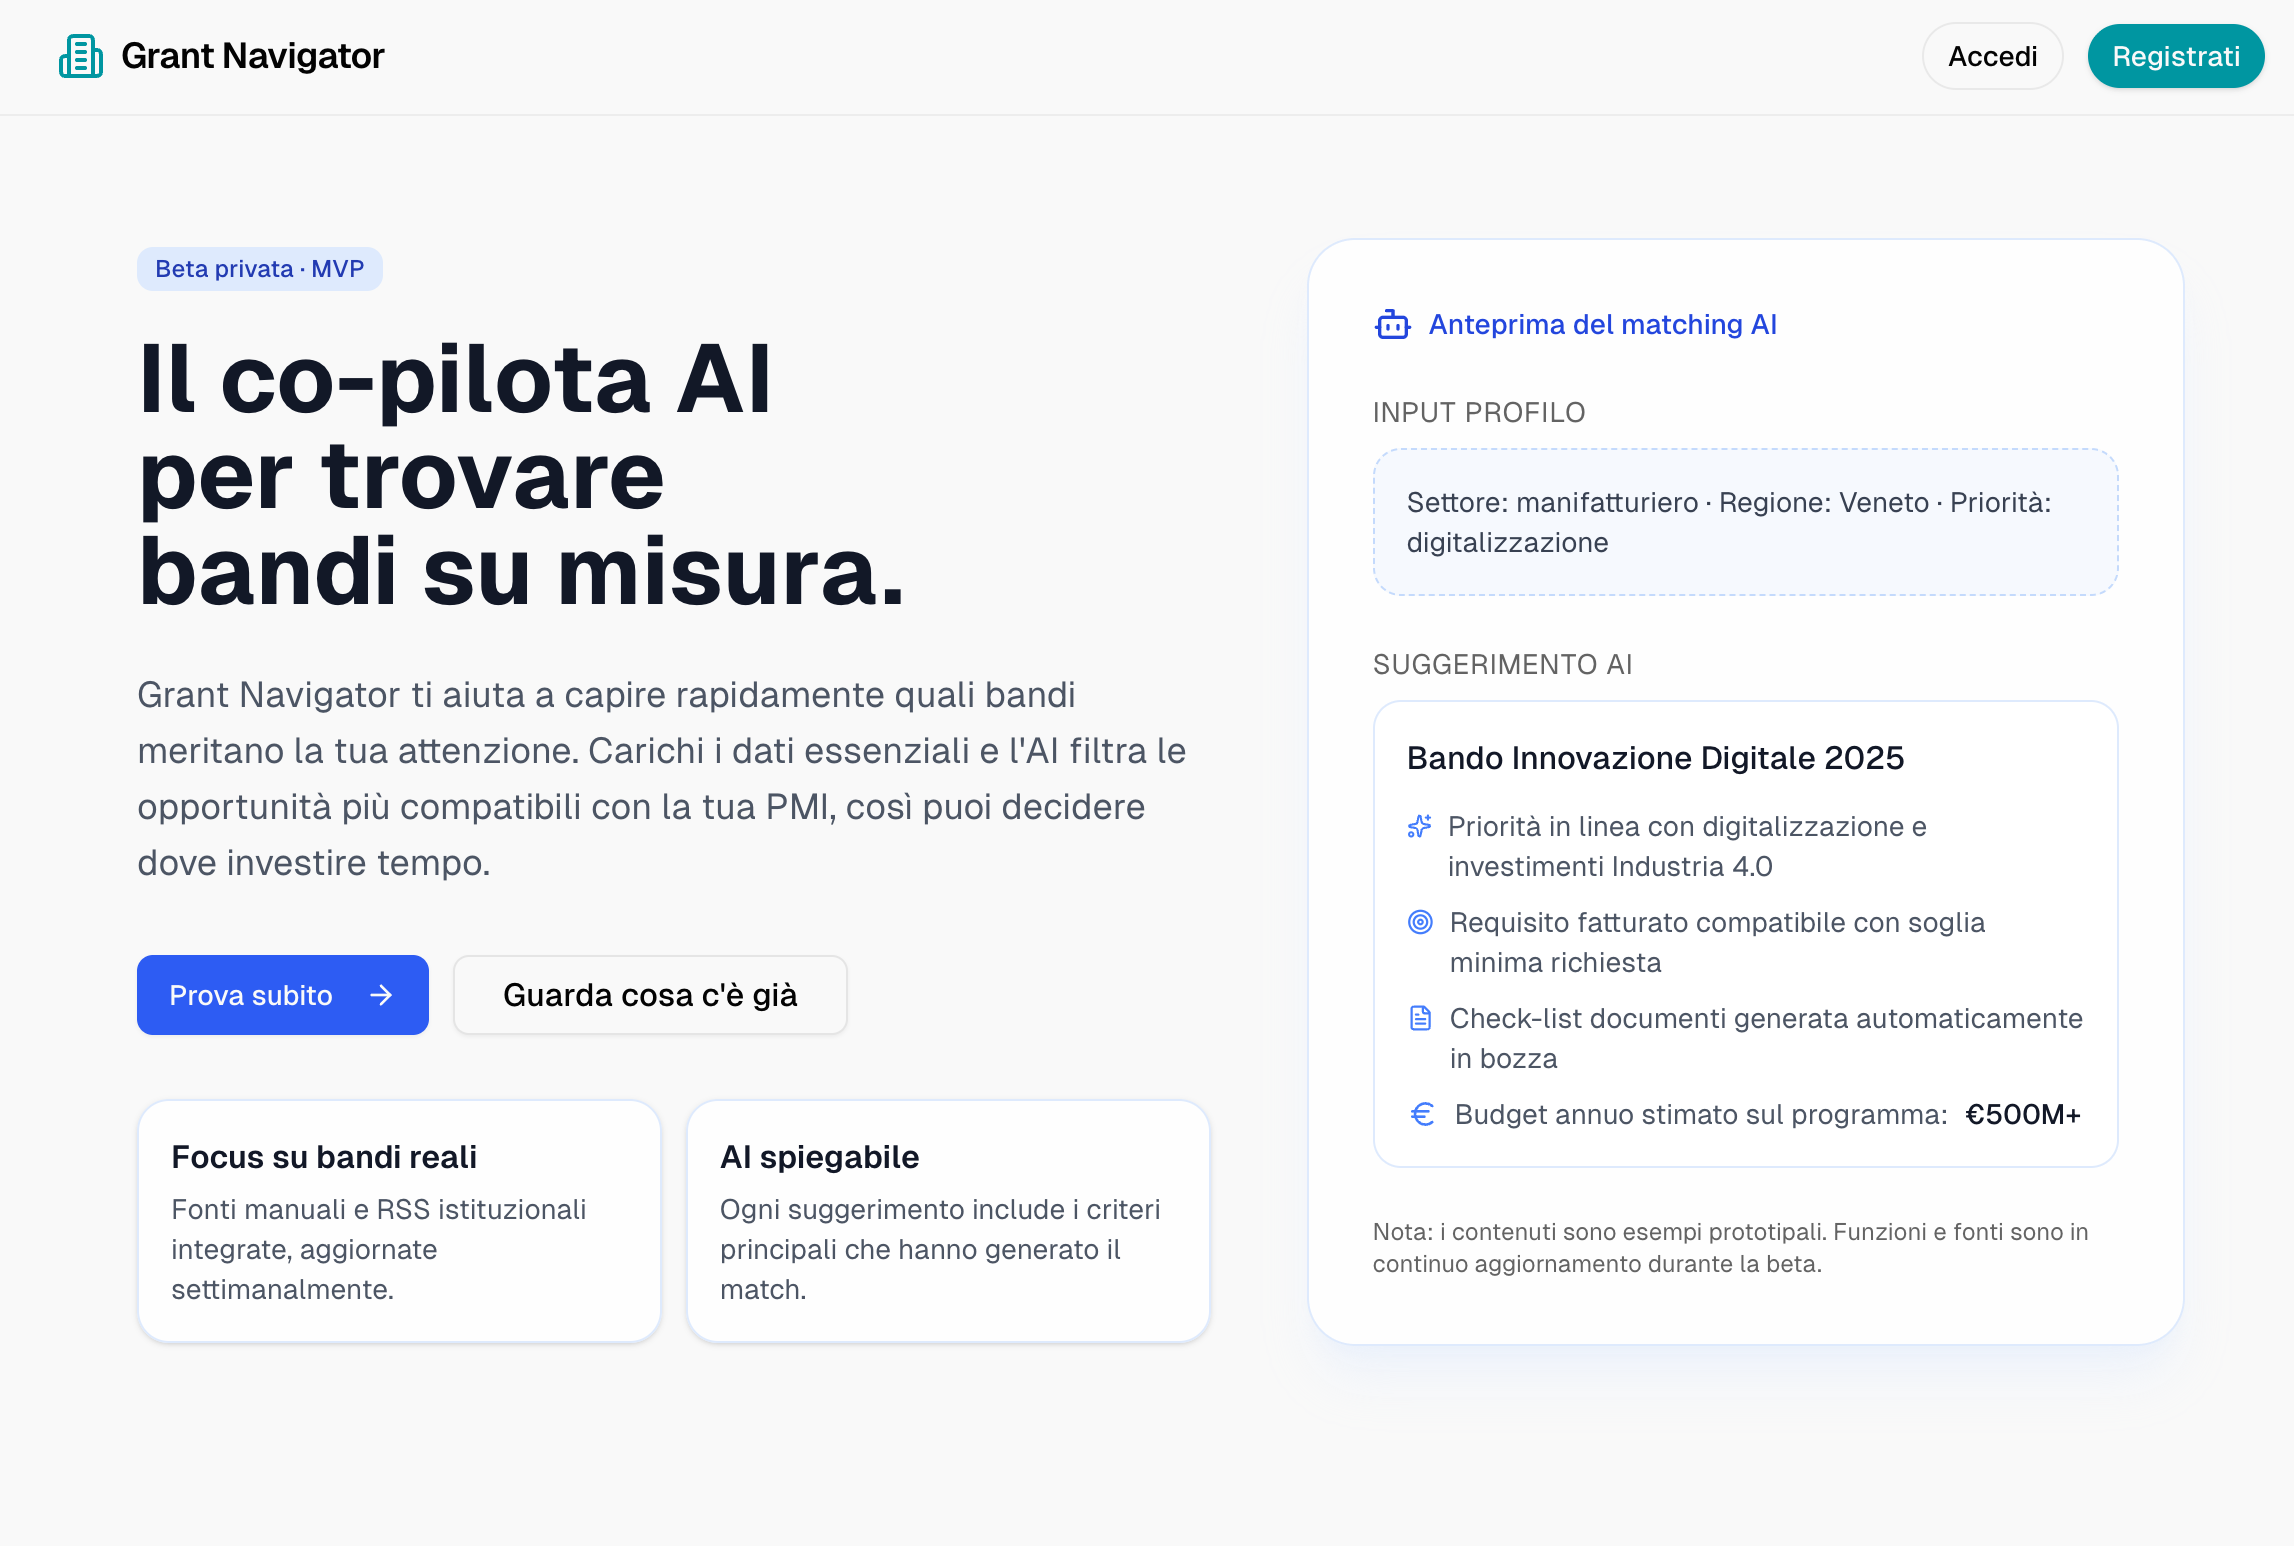 Grant Navigator
Accedi
Registrati
Beta privata · MVP
Il co-pilota AI
per trovare
bandi su misura.
Grant Navigator ti aiuta a capire rapidamente quali bandi
meritano la tua attenzione. Carichi i dati essenziali e l'AI filtra le
opportunità più compatibili con la tua PMI, così puoi decidere
dove investire tempo.
Prova subito
Guarda cosa c'è già
Focus su bandi reali
Fonti manuali e RSS istituzionali
integrate, aggiornate
settimanalmente.
AI spiegabile
Ogni suggerimento include i criteri
principali che hanno generato il
match.
Anteprima del matching AI
INPUT PROFILO
Settore: manifatturiero · Regione: Veneto · Priorità:
digitalizzazione
SUGGERIMENTO AI
Bando Innovazione Digitale 2025
Priorità in linea con digitalizzazione e
investimenti Industria 4.0
Requisito fatturato compatibile con soglia
minima richiesta
Check-list documenti generata automaticamente
in bozza
Budget annuo stimato sul programma: €500M+
Nota: i contenuti sono esempi prototipali. Funzioni e fonti sono in
continuo aggiornamento durante la beta.